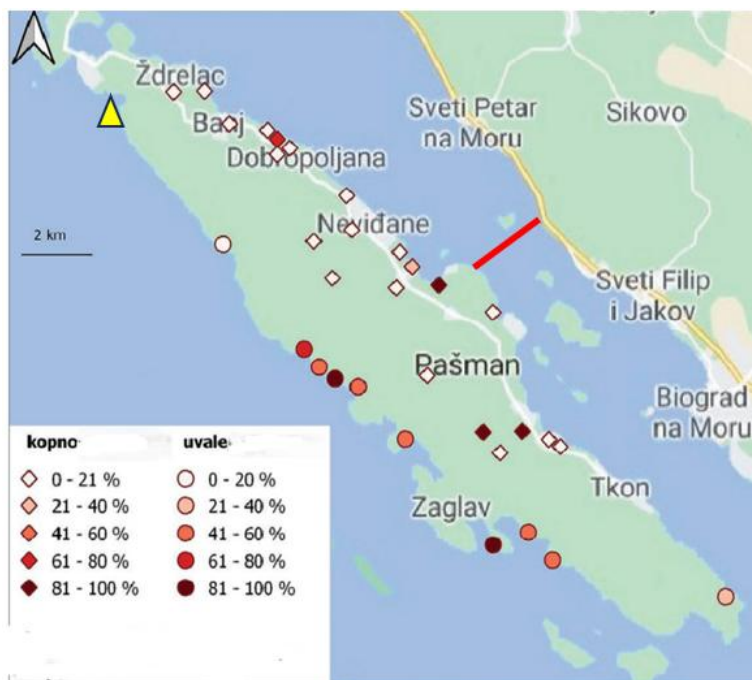 Ždrelac
Banj
Dobropoljana
Neviđane
Pašman
Zaglav
Tkon
Sveti Petar
na Moru
Sikovo
Sveti Filip
i Jakov
Biograd
na Moru
2 km
kopno
0 - 21 %
21 - 40 %
41 - 60 %
61 - 80 %
81 - 100 %
uvale
0 - 20 %
21 - 40 %
41 - 60 %
61 - 80 %
81 - 100 %